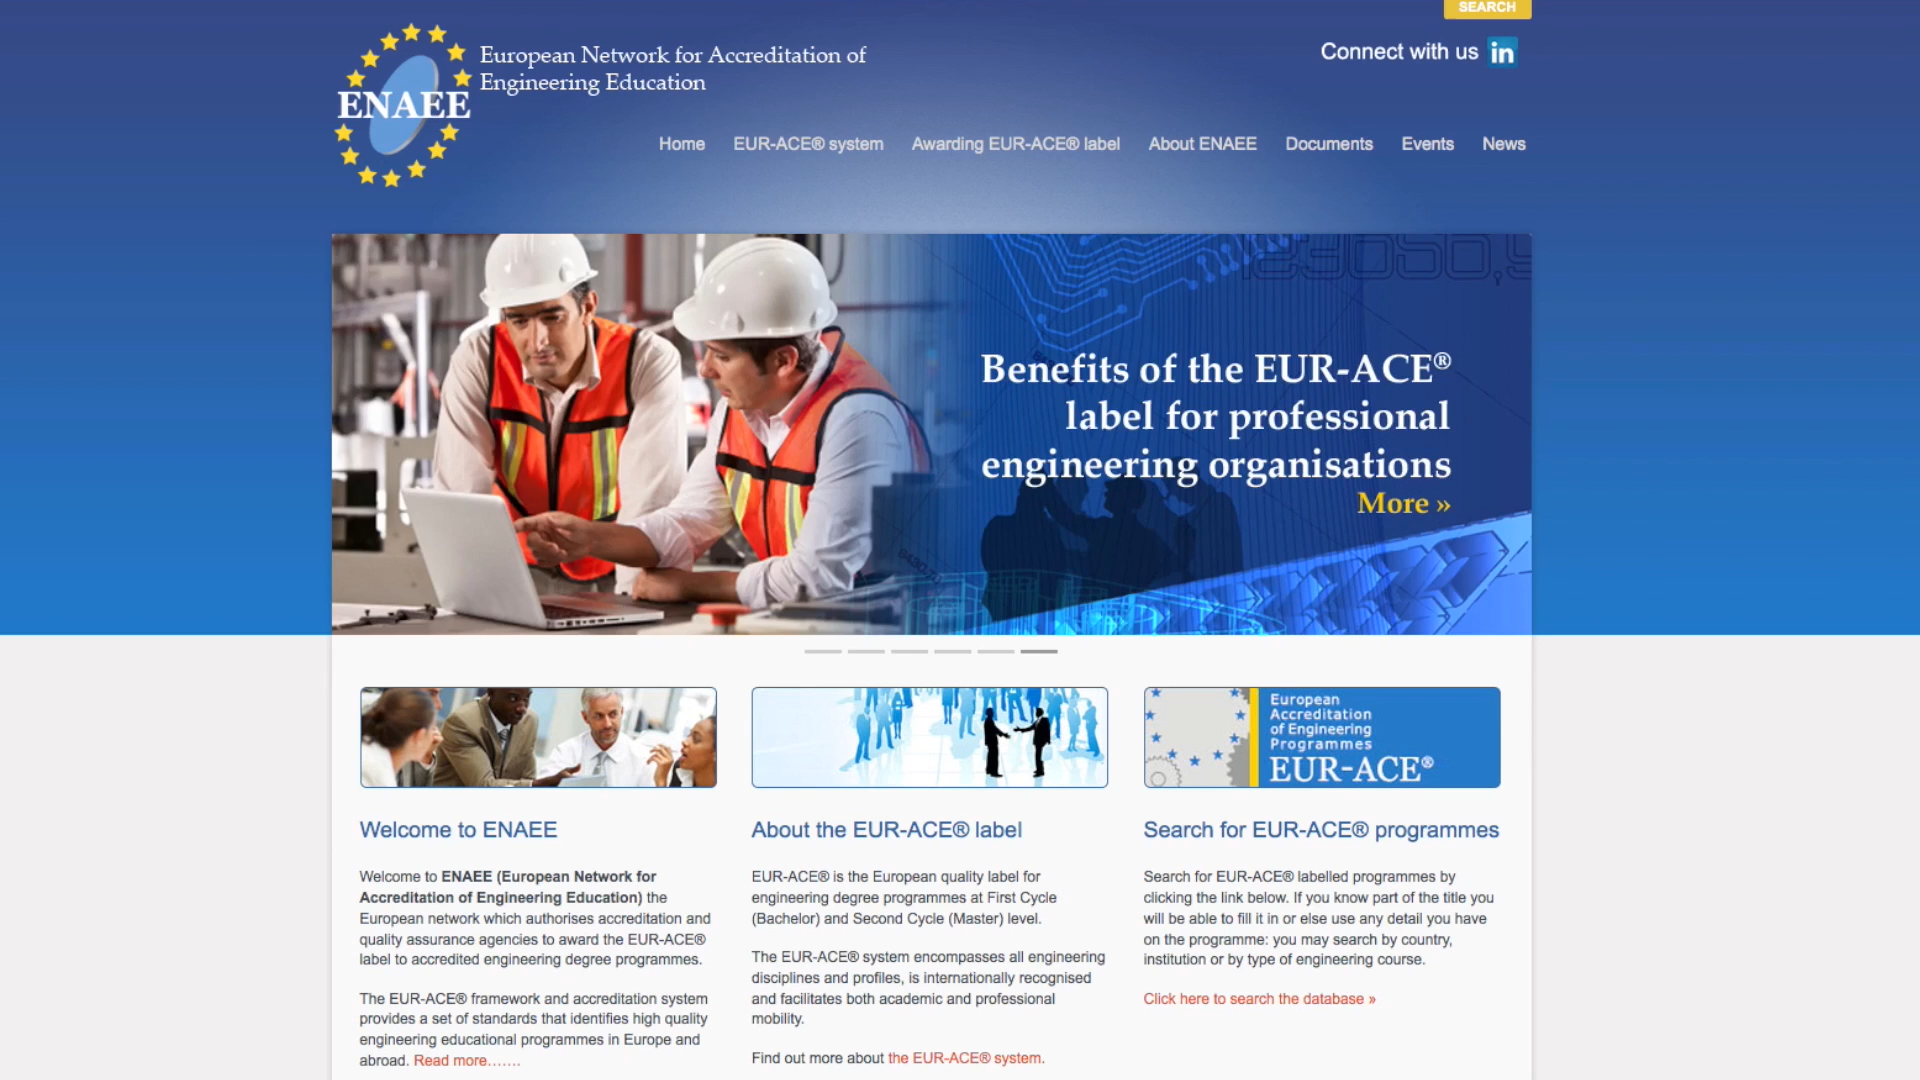 SEARCH
European Network for Accreditation of
Engineering Education
ENAEE
Connect with us in
Home EUR-ACE® system Awarding EUR-ACE® label About ENAEE Documents Events News
Benefits of the EUR-ACE®
label for professional
engineering organisations
More »
European
Accreditation
of Engineering
Programmes
EUR-ACE®
Welcome to ENAEE
Welcome to ENAEE (European Network for
Accreditation of Engineering Education) the
European network which authorises accreditation and
quality assurance agencies to award the EUR-ACE®
label to accredited engineering degree programmes.
The EUR-ACE® framework and accreditation system
provides a set of standards that identifies high quality
engineering educational programmes in Europe and
abroad. Read more.......
About the EUR-ACE® label
EUR-ACE® is the European quality label for
engineering degree programmes at First Cycle
(Bachelor) and Second Cycle (Master) level.
The EUR-ACE® system encompasses all engineering
disciplines and profiles, is internationally recognised
and facilitates both academic and professional
mobility.
Find out more about the EUR-ACE® system.
Search for EUR-ACE® programmes
Search for EUR-ACE® labelled programmes by
clicking the link below. If you know part of the title you
will be able to fill it in or else use any detail you have
on the programme: you may search by country,
institution or by type of engineering course.
Click here to search the database »